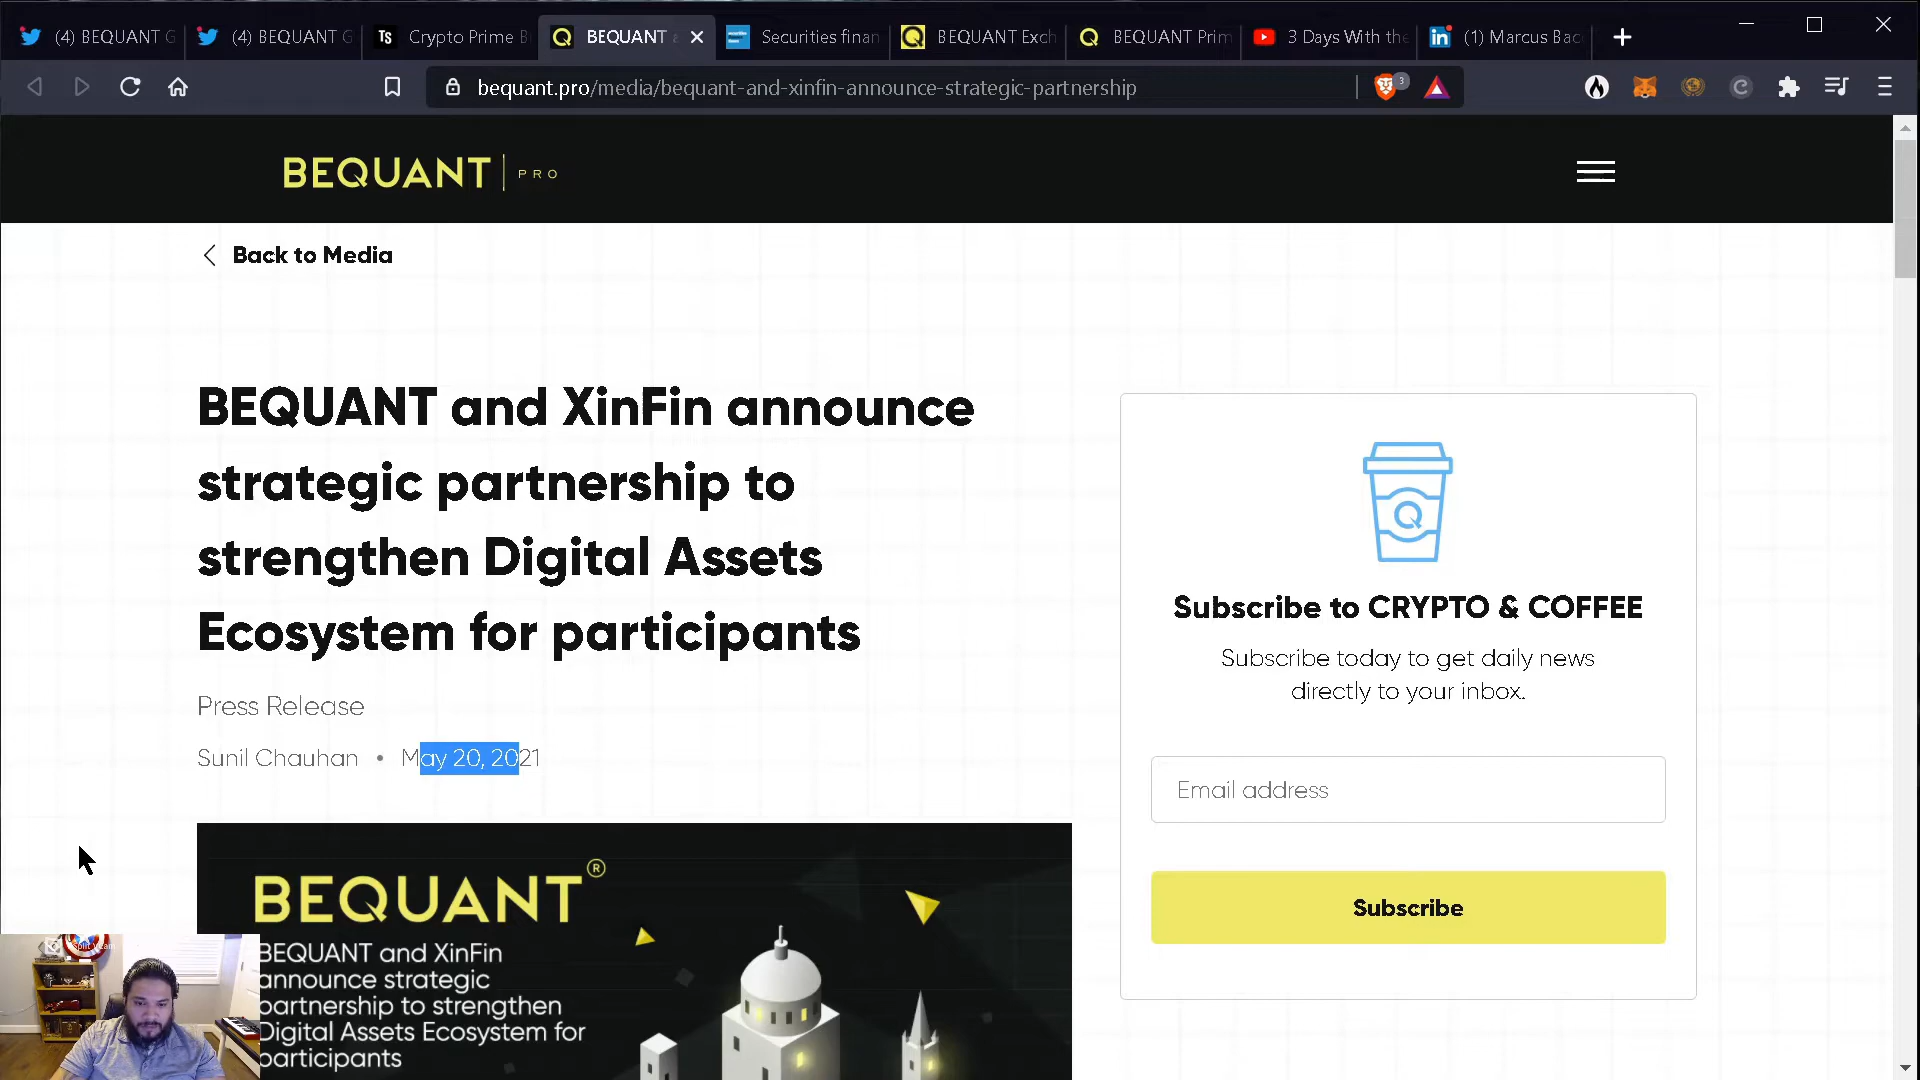 (4) BEQUANT G
(4) BEQUANT G
Ts
Crypto Prime B
BEQUANT a
Securities finan
BEQUANT Exch
BEQUANT Prim
3 Days With the
(1) Marcus Bac
bequant.pro/media/bequant-and-xinfin-announce-strategic-partnership
3
BEQUANT | PRO
Back to Media
BEQUANT and XinFin announce
strategic partnership to
strengthen Digital Assets
Ecosystem for participants
Press Release
Sunil Chauhan • May 20, 2021
Subscribe to CRYPTO & COFFEE
Subscribe today to get daily news
directly to your inbox.
Email address
Subscribe
BEQUANT®
BEQUANT and XinFin
announce strategic
partnership to strengthen
Digital Assets Ecosystem for
participants